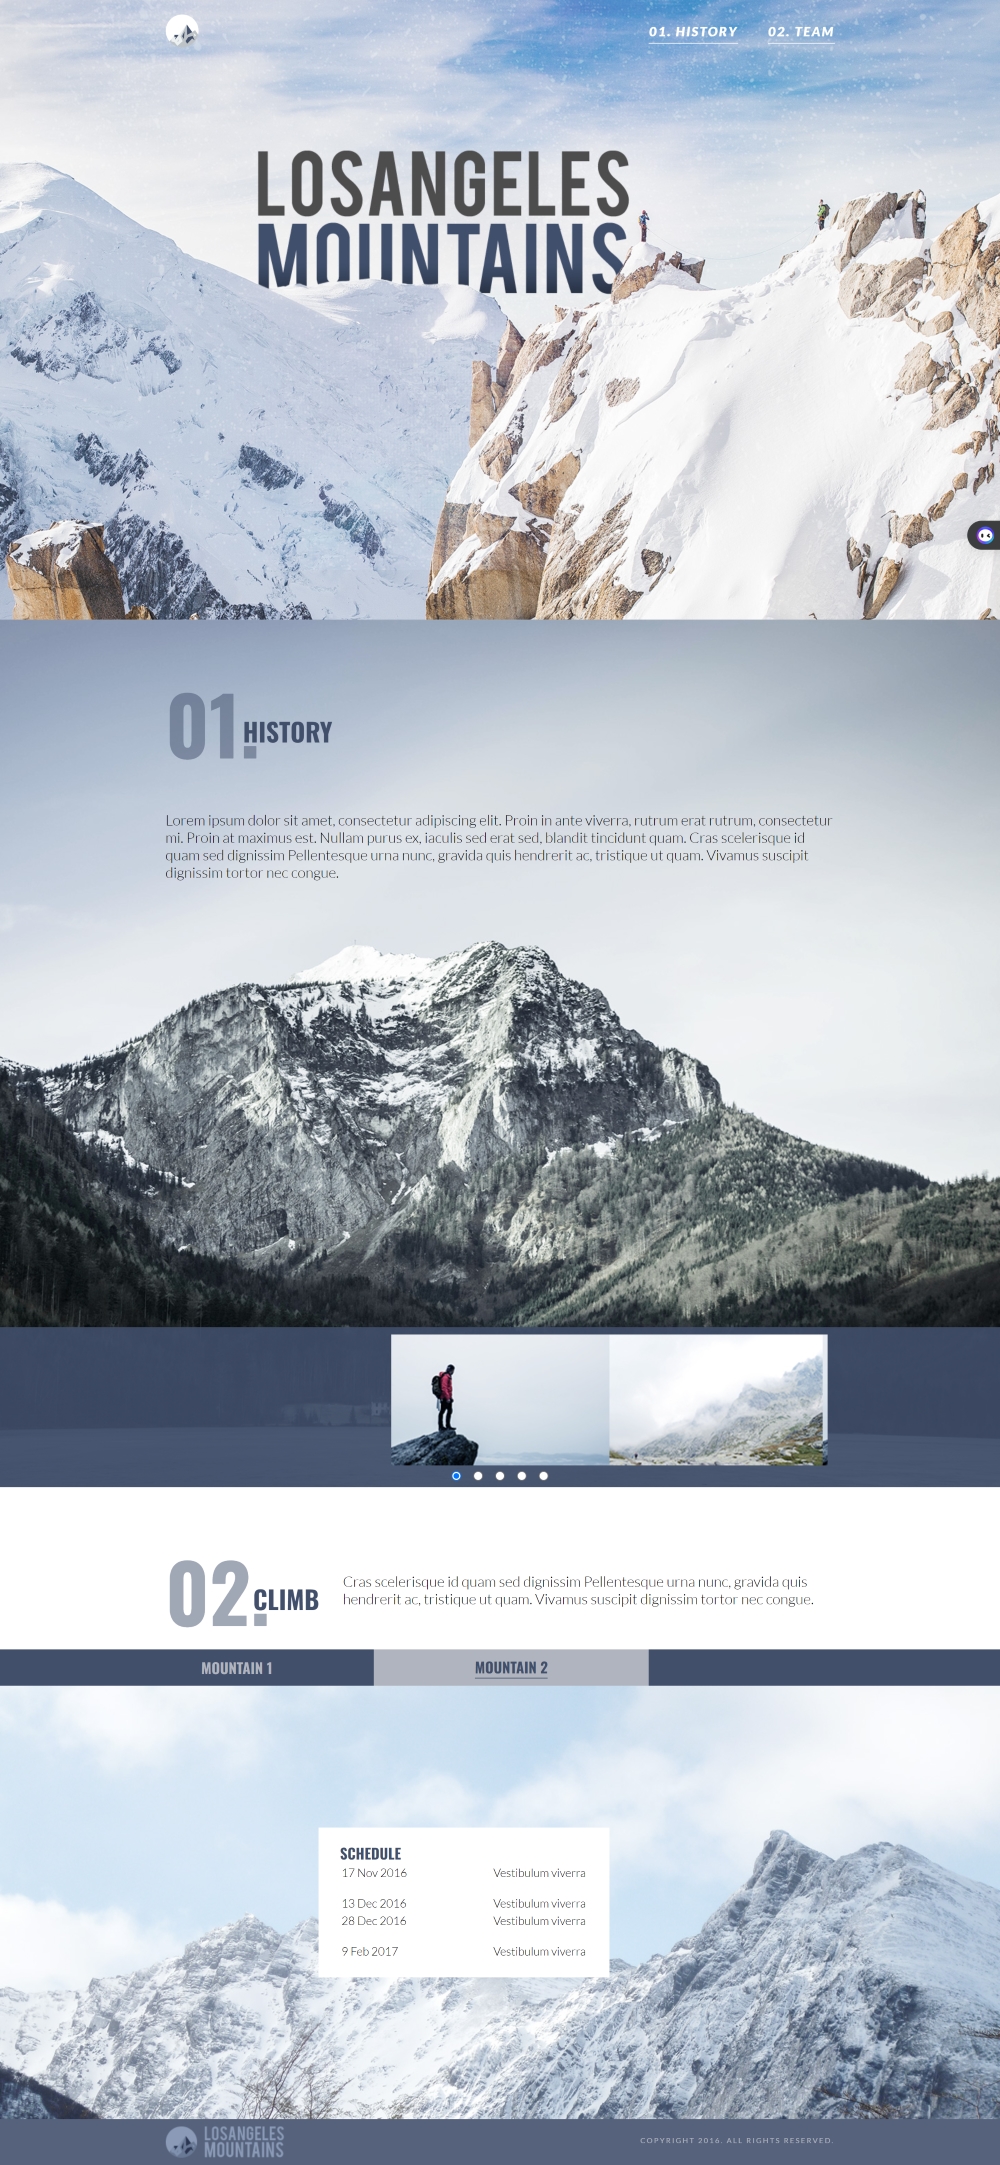 01. HISTORY
02. TEAM
LOSANGELES
MOUNTAINS
01.
HISTORY
Lorem ipsum dolor sit amet, consectetur adipiscing elit. Proin in ante viverra, rutrum erat rutrum, consectetur
mi. Proin at maximus est. Nullam purus ex, iaculis sed erat sed, blandit tincidunt quam. Cras scelerisque id
quam sed dignissim Pellentesque urna nunc, gravida quis hendrerit ac, tristique ut quam. Vivamus suscipit
dignissim tortor nec congue.
02.
CLIMB
Cras scelerisque id quam sed dignissim Pellentesque urna nunc, gravida quis
hendrerit ac, tristique ut quam. Vivamus suscipit dignissim tortor nec congue.
MOUNTAIN 1
MOUNTAIN 2
SCHEDULE
17 Nov 2016 Vestibulum viverra
13 Dec 2016 Vestibulum viverra
28 Dec 2016 Vestibulum viverra
9 Feb 2017 Vestibulum viverra
LOSANGELES
MOUNTAINS
COPYRIGHT 2016. ALL RIGHTS RESERVED.